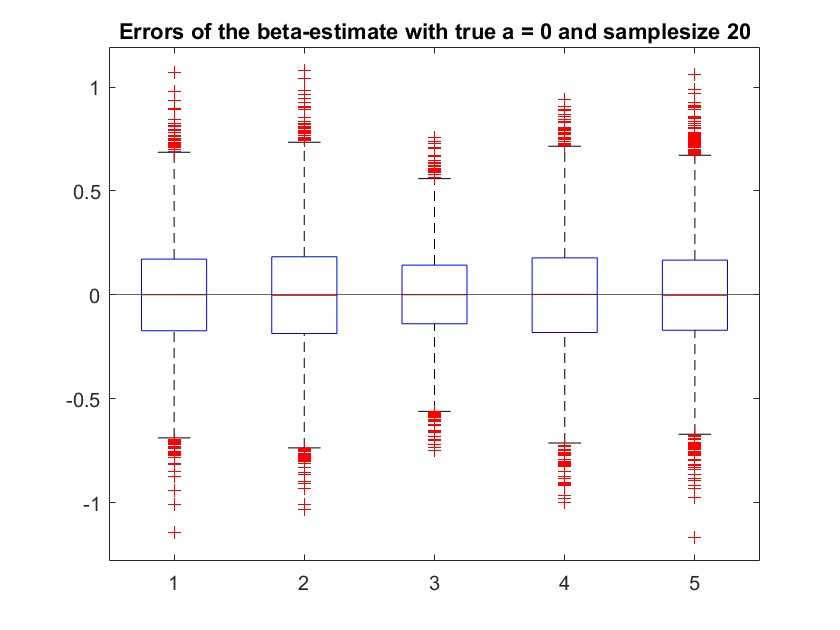 Errors of the beta-estimate with true a = 0 and samplesize 20
1
0.5
0
-0.5
-1
1 2 3 4 5